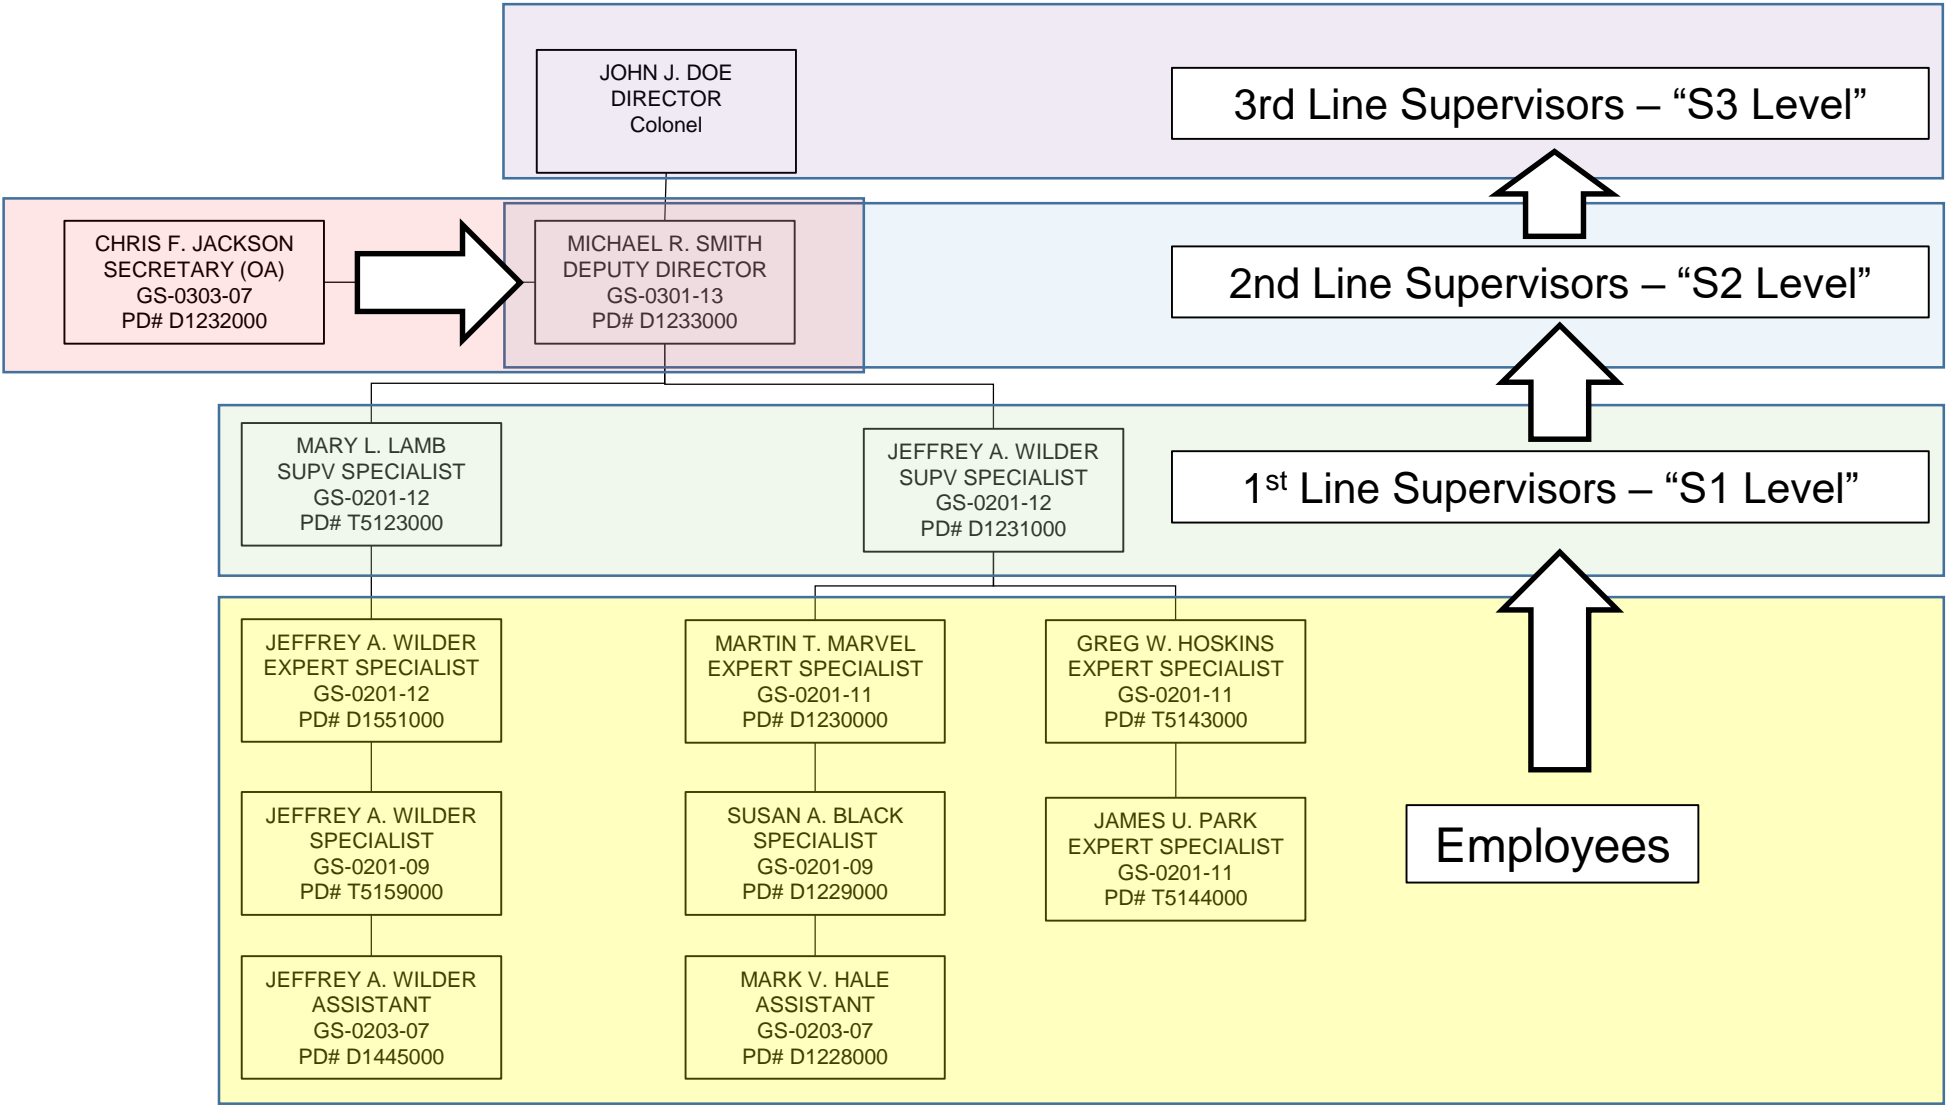 JOHN J. DOE
DIRECTOR
Colonel
3rd Line Supervisors – “S3 Level”
CHRIS F. JACKSON
SECRETARY (OA)
GS-0303-07
PD# D1232000
MICHAEL R. SMITH
DEPUTY DIRECTOR
GS-0301-13
PD# D1233000
2nd Line Supervisors – “S2 Level”
MARY L. LAMB
SUPV SPECIALIST
GS-0201-12
PD# T5123000
JEFFREY A. WILDER
SUPV SPECIALIST
GS-0201-12
PD# D1231000
1st Line Supervisors – “S1 Level”
JEFFREY A. WILDER
EXPERT SPECIALIST
GS-0201-12
PD# D1551000
MARTIN T. MARVEL
EXPERT SPECIALIST
GS-0201-11
PD# D1230000
GREG W. HOSKINS
EXPERT SPECIALIST
GS-0201-11
PD# T5143000
JEFFREY A. WILDER
SPECIALIST
GS-0201-09
PD# T5159000
SUSAN A. BLACK
SPECIALIST
GS-0201-09
PD# D1229000
JAMES U. PARK
EXPERT SPECIALIST
GS-0201-11
PD# T5144000
Employees
JEFFREY A. WILDER
ASSISTANT
GS-0203-07
PD# D1445000
MARK V. HALE
ASSISTANT
GS-0203-07
PD# D1228000